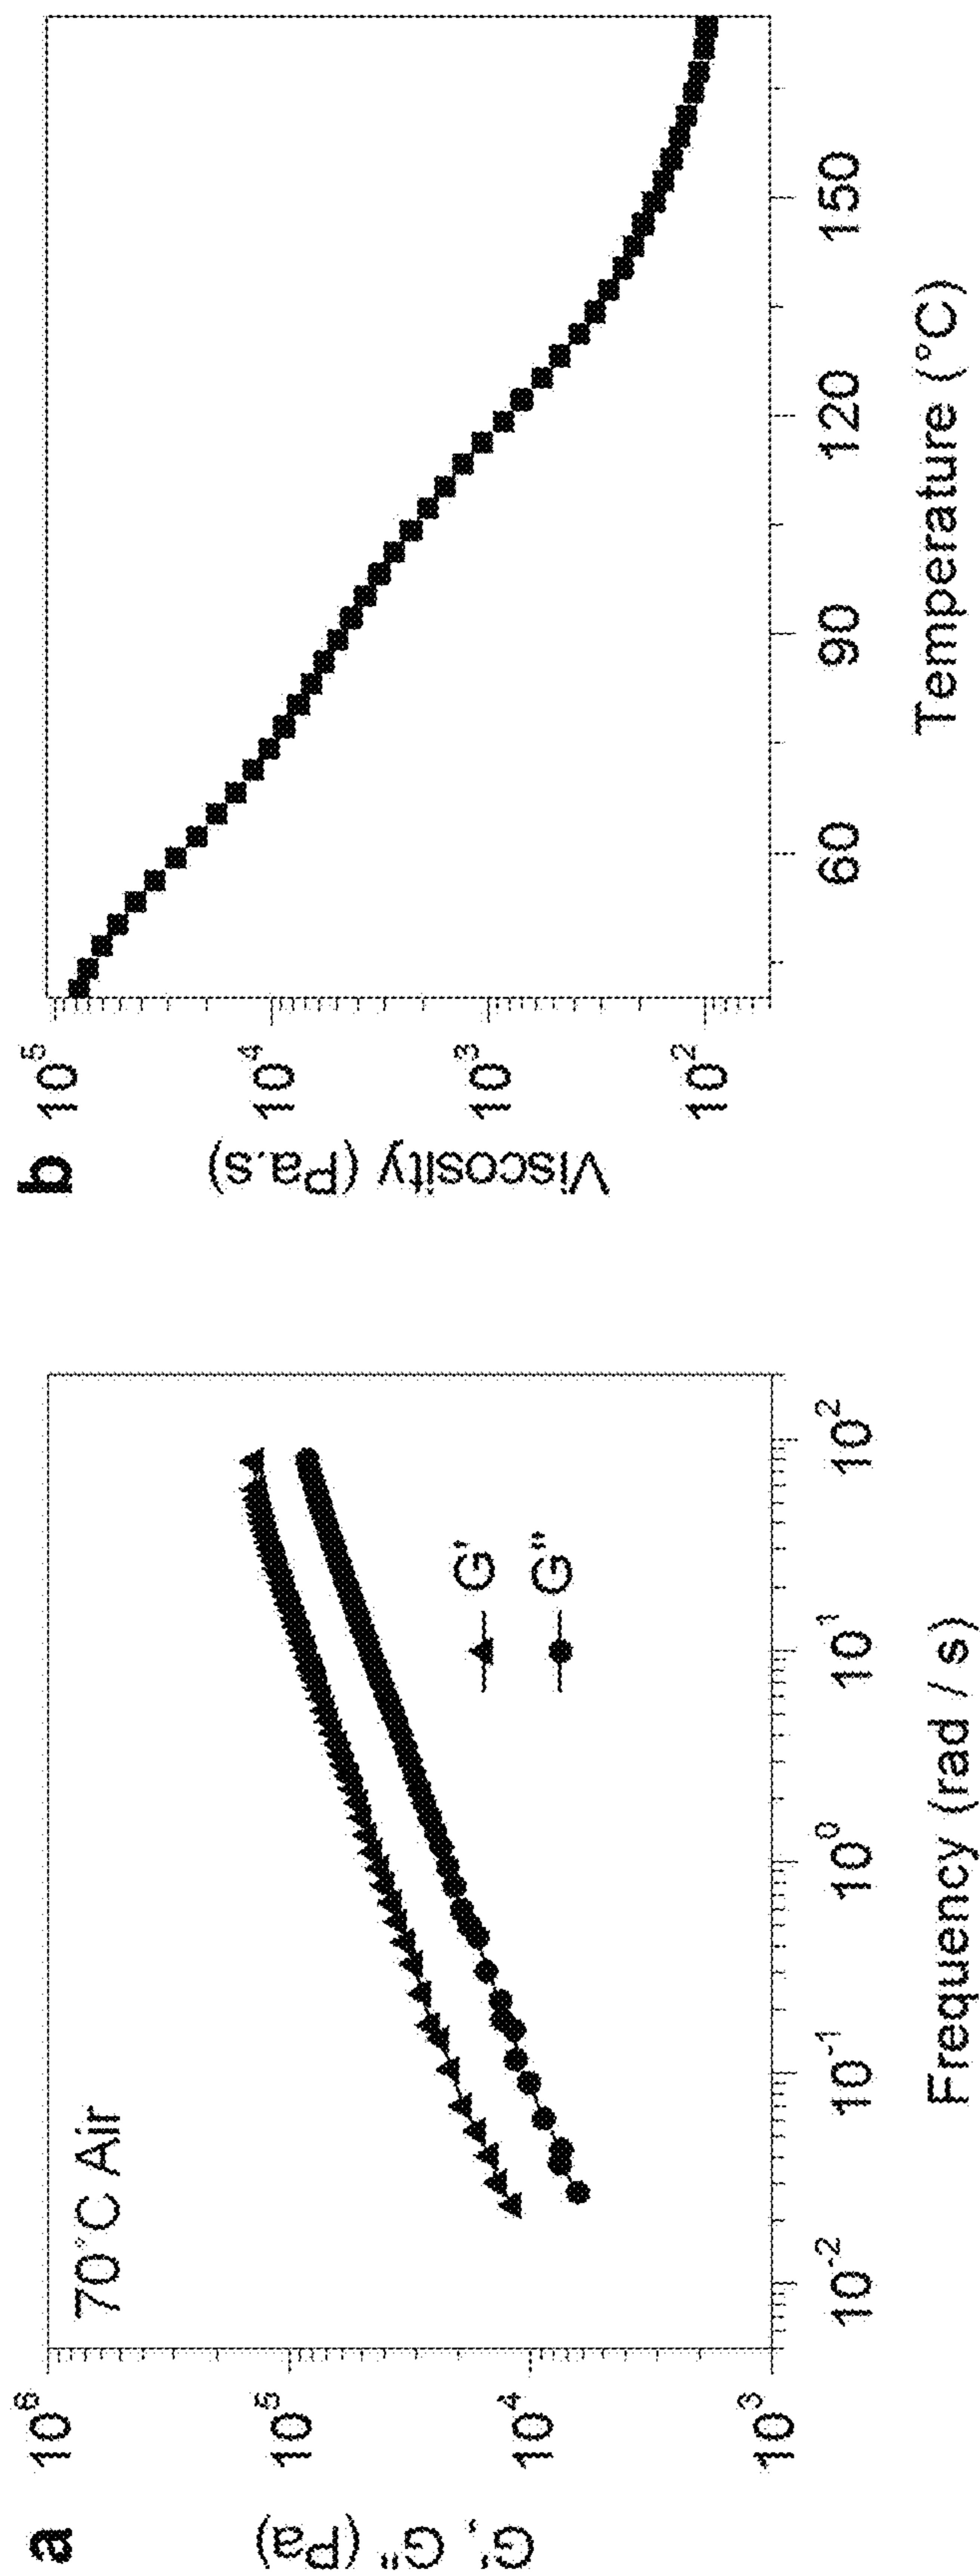 a
G', G" (Pa)
10^6
10^5
10^4
10^3
70°C Air
G'
G"
10^-2
10^-1
10^0
10^1
10^2
Frequency (rad / s)
b
Viscosity (Pa.s)
10^5
10^4
10^3
10^2
60
90
120
150
Temperature (°C)